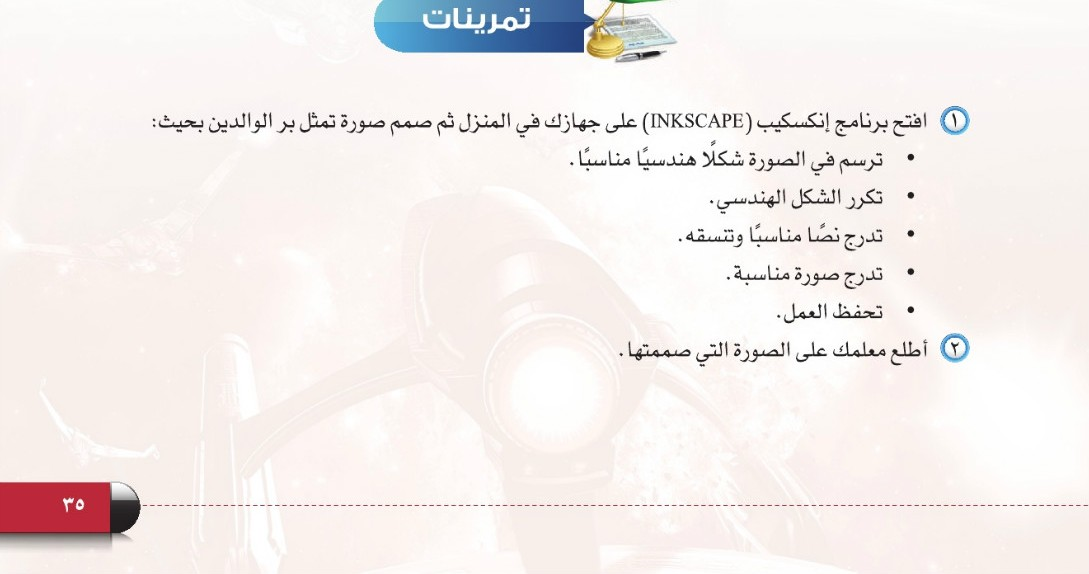 تمرينات
١ افتح برنامج إنكسكيب (INKSCAPE) على جهازك في المنزل ثم صمم صورة تمثل بر الوالدين بحيث:
• ترسم في الصورة شكلًا هندسيًا مناسبًا.
• تكرر الشكل الهندسي.
• تدرج نصًا مناسبًا وتنسقه.
• تدرج صورة مناسبة.
• تحفظ العمل.
٢ أطلع معلمك على الصورة التي صممتها.
٣٥